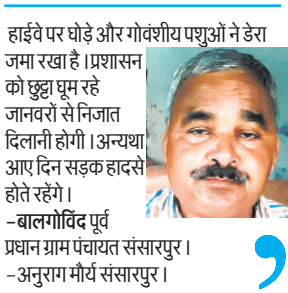 हाईवे पर घोड़े और गोवंशीय पशुओं ने डेरा
जमा रखा है । प्रशासन
को छुट्टा घूम रहे
जानवरों से निजात
दिलानी होगी । अन्यथा
आए दिन सड़क हादसे
होते रहेंगे ।
–बालगोविंद पूर्व
प्रधान ग्राम पंचायत संसारपुर ।
–अनुराग मौर्य संसारपुर ।